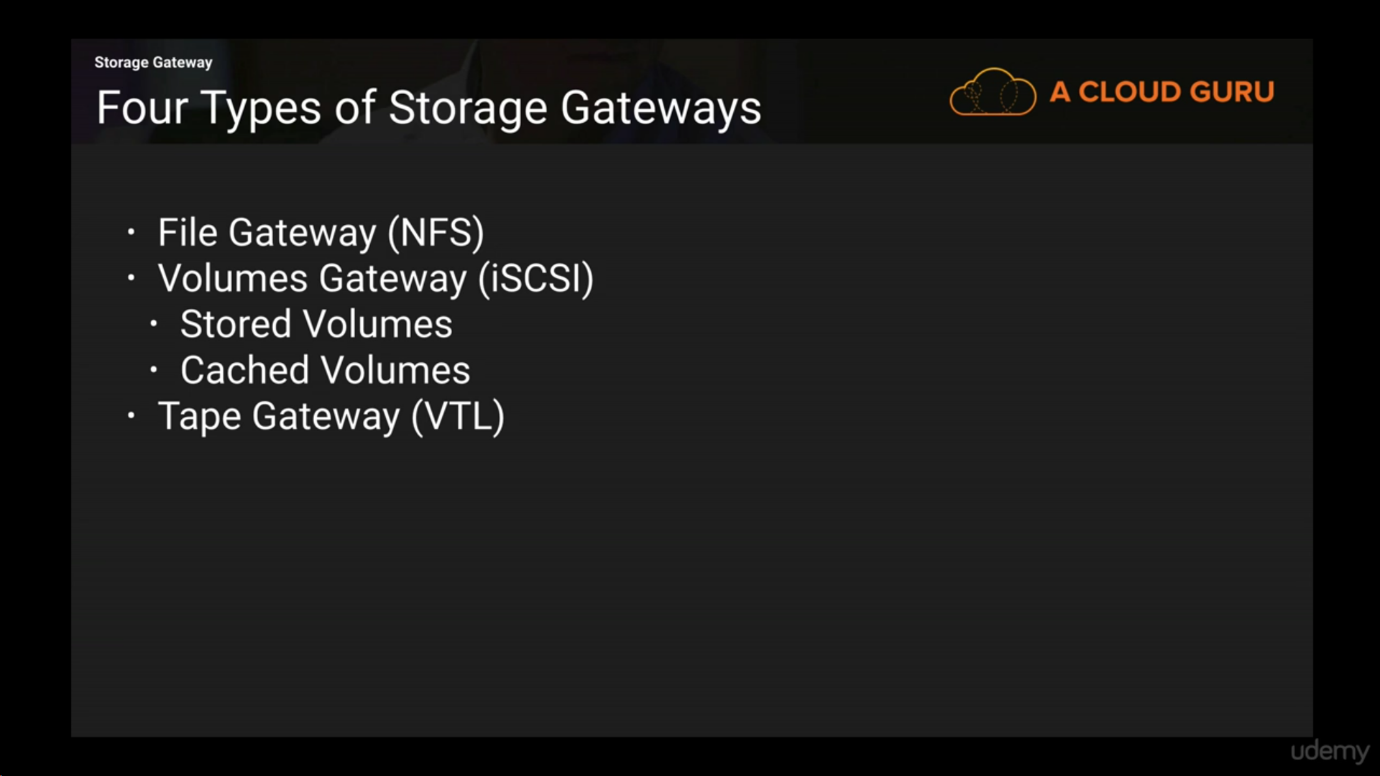 Storage Gateway
Four Types of Storage Gateways
A CLOUD GURU
• File Gateway (NFS)
• Volumes Gateway (iSCSI)
• Stored Volumes
• Cached Volumes
• Tape Gateway (VTL)
udemy